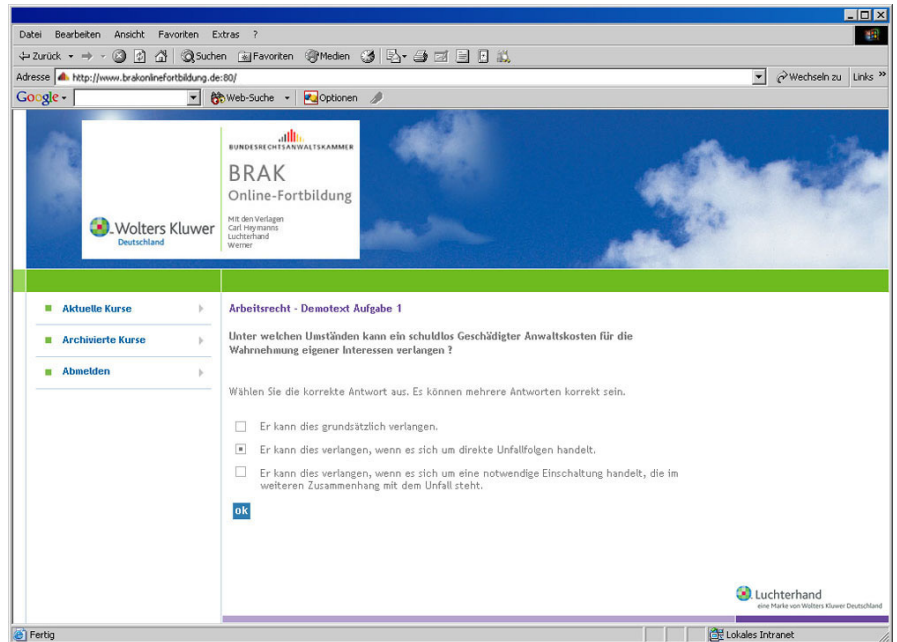 Datei Bearbeiten Ansicht Favoriten Extras ?
Zurück Suchen Favoriten Medien
Adresse http://www.brakonlinefortbildung.de:80/ Wechseln zu Links »
Google Web-Suche Optionen
BUNDESRECHTSANWALTSKAMMER
BRAK
Online-Fortbildung
Mit den Verlagen
Carl Heymanns
Luchterhand
Werner
Wolters Kluwer
Deutschland
Aktuelle Kurse
Archivierte Kurse
Abmelden
Arbeitsrecht - Demotext Aufgabe 1
Unter welchen Umständen kann ein schuldlos Geschädigter Anwaltskosten für die
Wahrnehmung eigener Interessen verlangen ?
Wählen Sie die korrekte Antwort aus. Es können mehrere Antworten korrekt sein.
Er kann dies grundsätzlich verlangen.
Er kann dies verlangen, wenn es sich um direkte Unfallfolgen handelt.
Er kann dies verlangen, wenn es sich um eine notwendige Einschaltung handelt, die im
weiteren Zusammenhang mit dem Unfall steht.
ok
Luchterhand
eine Marke von Wolters Kluwer Deutschland
Fertig Lokales Intranet